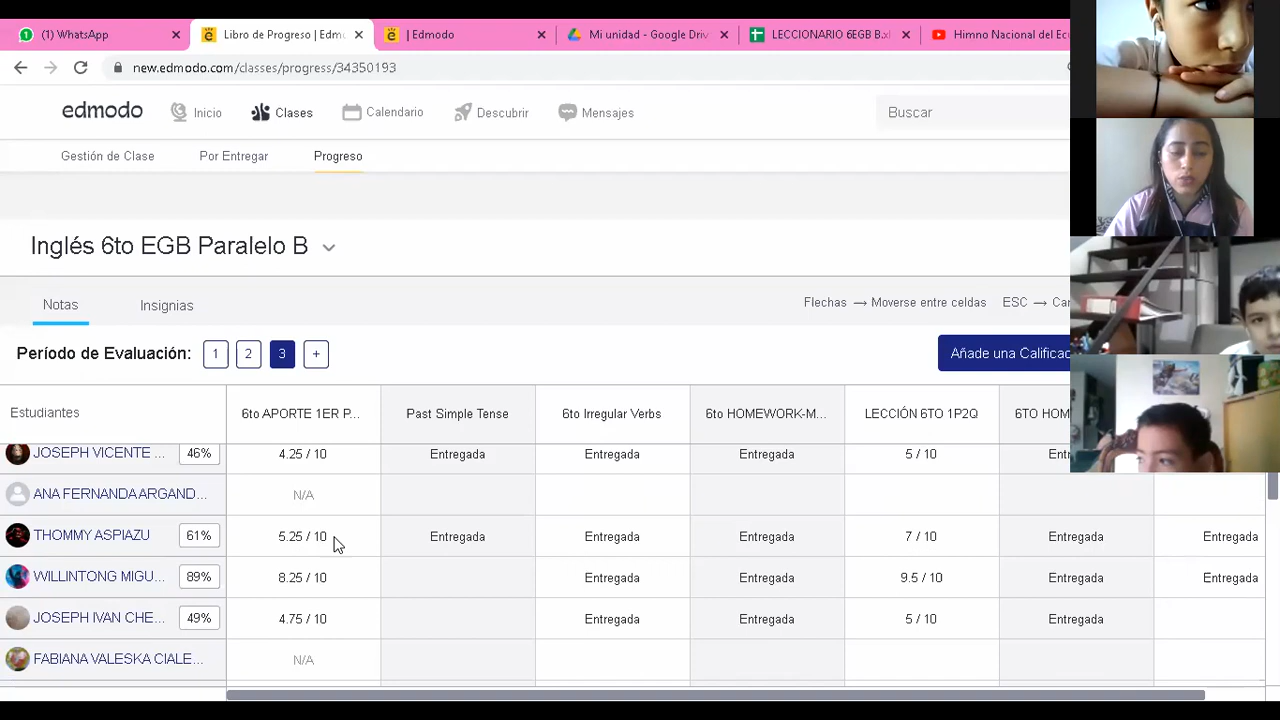 (1) WhatsApp
Libro de Progreso | Edm
| Edmodo
Mi unidad - Google Driv
LECCIONARIO 6EGB B.xl
Himno Nacional del Ec
new.edmodo.com/classes/progress/34350193
edmodo Inicio Clases Calendario Descubrir Mensajes Buscar
Gestión de Clase Por Entregar Progreso
Inglés 6to EGB Paralelo B
Notas Insignias Flechas → Moverse entre celdas ESC → Can
Período de Evaluación: 1 2 3 + Añade una Calificac
Estudiantes 6to APORTE 1ER P... Past Simple Tense 6to Irregular Verbs 6to HOMEWORK-M... LECCIÓN 6TO 1P2Q 6TO HOM
JOSEPH VICENTE ... 46% 4.25 / 10 Entregada Entregada Entregada 5 / 10 Ent
ANA FERNANDA ARGAND... N/A
THOMMY ASPIAZU 61% 5.25 / 10 Entregada Entregada Entregada 7 / 10 Entregada Entregada
WILLINTONG MIGU... 89% 8.25 / 10 Entregada Entregada 9.5 / 10 Entregada Entregada
JOSEPH IVAN CHE... 49% 4.75 / 10 Entregada Entregada 5 / 10 Entregada
FABIANA VALESKA CIALE... N/A